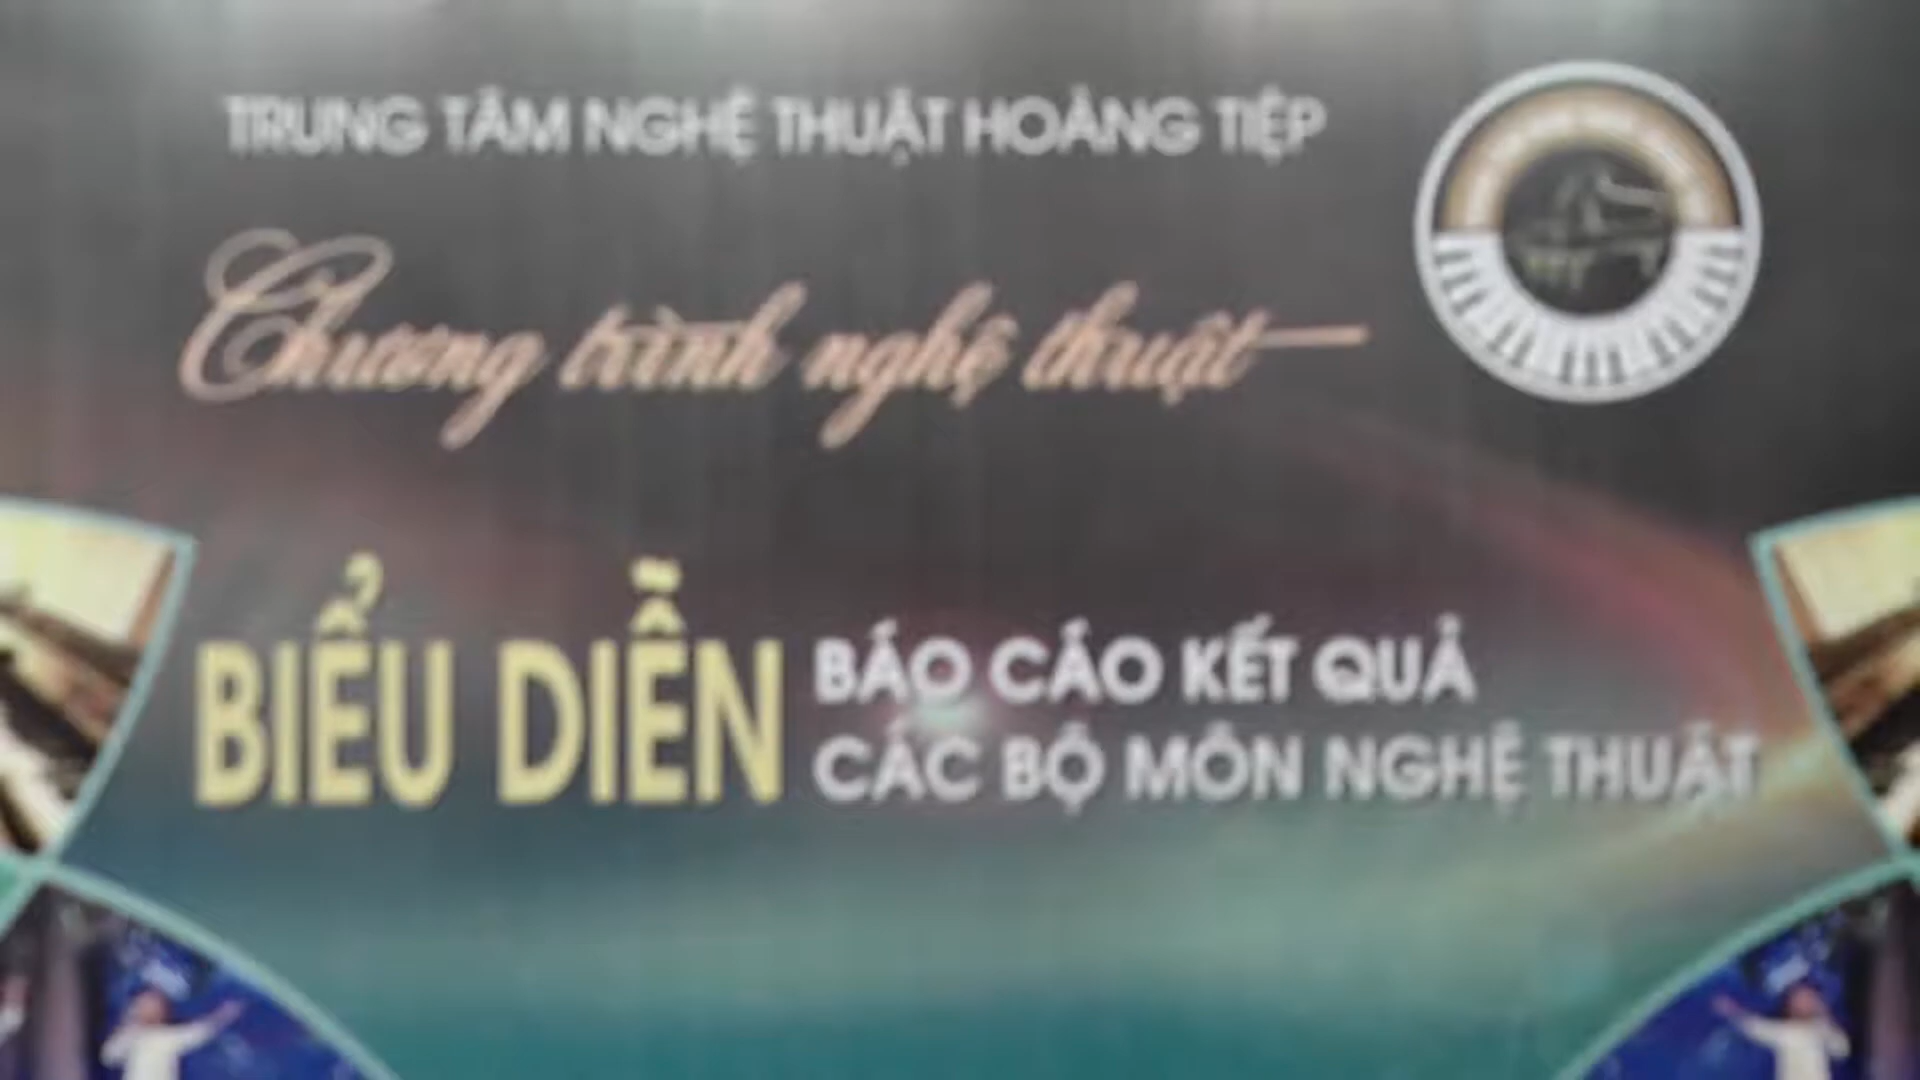 TRUNG TÂM NGHỆ THUẬT HOÀNG TIỆP
Chương trình nghệ thuật
BIỂU DIỄN
BÁO CÁO KẾT QUẢ
CÁC BỘ MÔN NGHỆ THUẬT